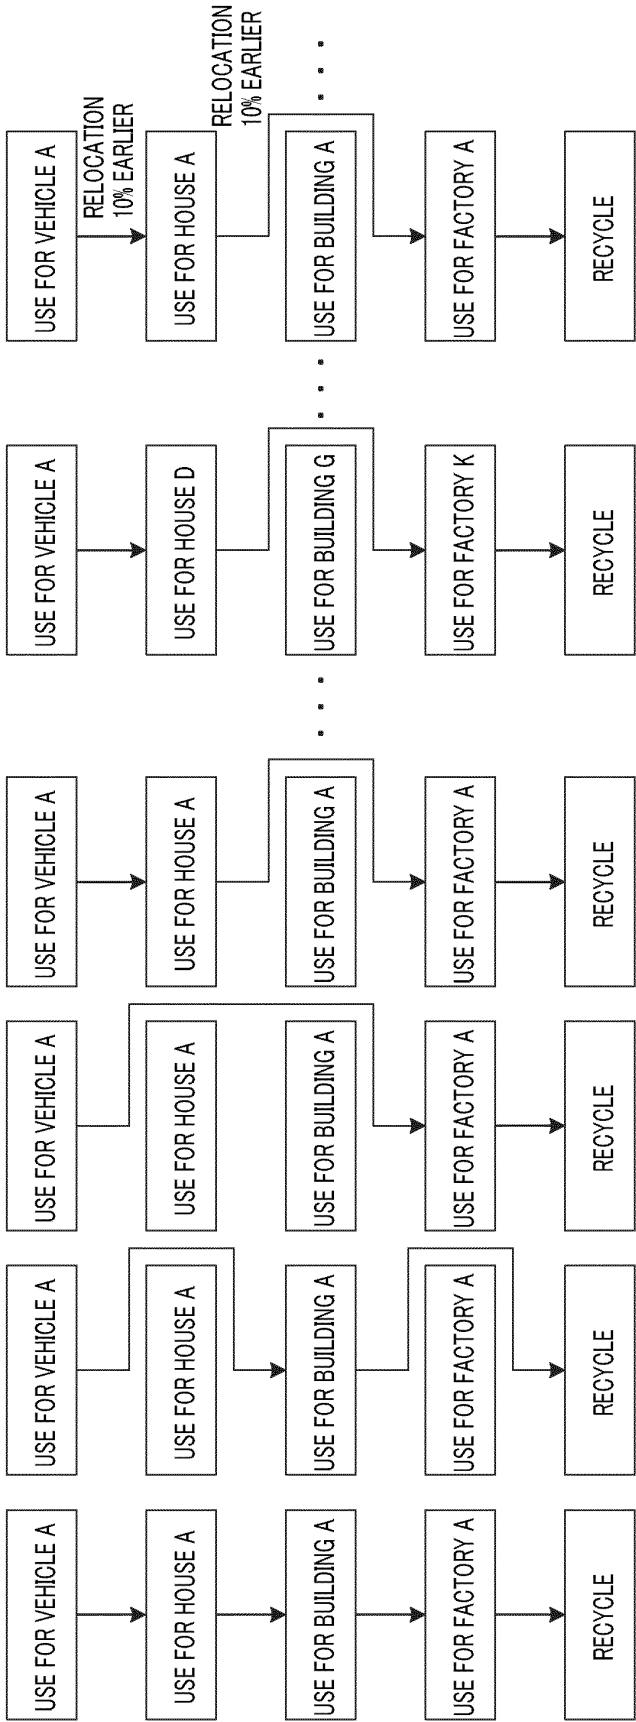 USE FOR VEHICLE A
USE FOR HOUSE A
USE FOR BUILDING A
USE FOR FACTORY A
RECYCLE
USE FOR VEHICLE A
USE FOR HOUSE A
USE FOR BUILDING A
USE FOR FACTORY A
RECYCLE
USE FOR VEHICLE A
USE FOR HOUSE A
USE FOR BUILDING A
USE FOR FACTORY A
RECYCLE
USE FOR VEHICLE A
USE FOR HOUSE A
USE FOR BUILDING A
USE FOR FACTORY A
RECYCLE
USE FOR VEHICLE A
USE FOR HOUSE D
USE FOR BUILDING G
USE FOR FACTORY K
RECYCLE
USE FOR VEHICLE A
RELOCATION
10% EARLIER
USE FOR HOUSE A
RELOCATION
10% EARLIER
USE FOR BUILDING A
USE FOR FACTORY A
RECYCLE